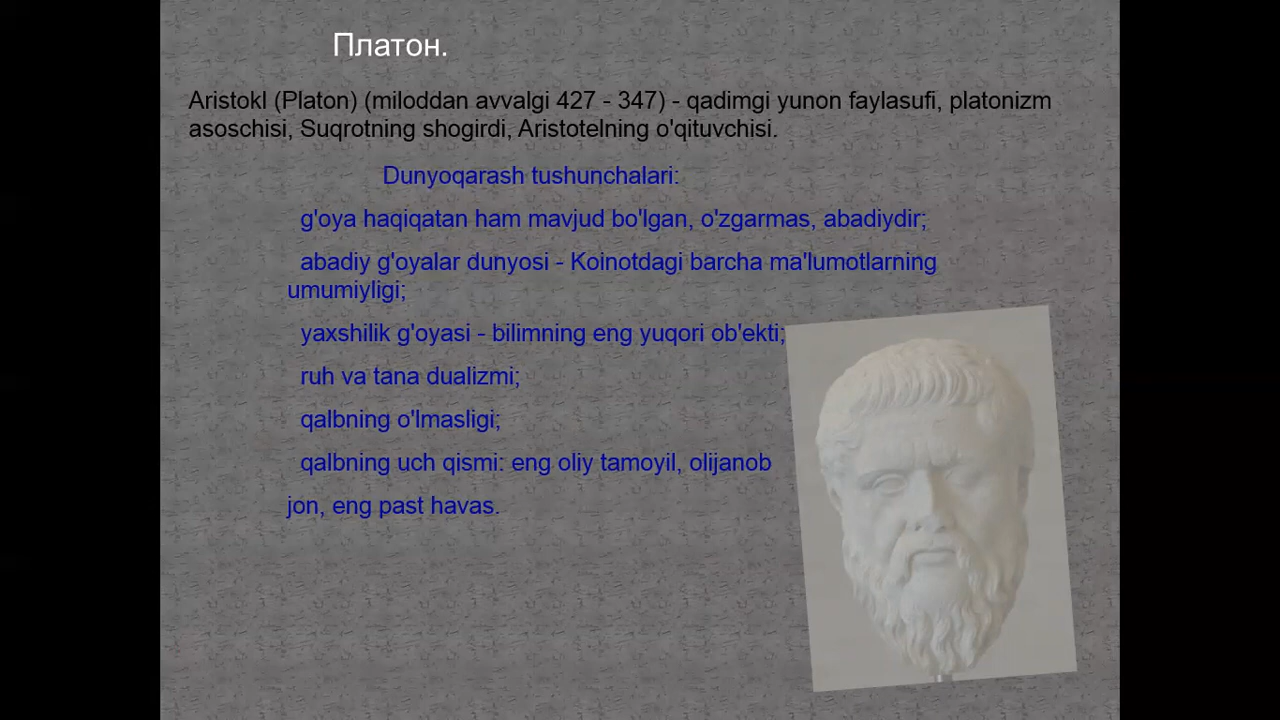 Платон.
Aristokl (Platon) (miloddan avvalgi 427 - 347) - qadimgi yunon faylasufi, platonizm
asoschisi, Suqrotning shogirdi, Aristotelning o'qituvchisi.
Dunyoqarash tushunchalari:
g'oya haqiqatan ham mavjud bo'lgan, o'zgarmas, abadiydir;
abadiy g'oyalar dunyosi - Koinotdagi barcha ma'lumotlarning
umumiyligi;
yaxshilik g'oyasi - bilimning eng yuqori ob'ekti;
ruh va tana dualizmi;
qalbning o'lmasligi;
qalbning uch qismi: eng oliy tamoyil, olijanob
jon, eng past havas.